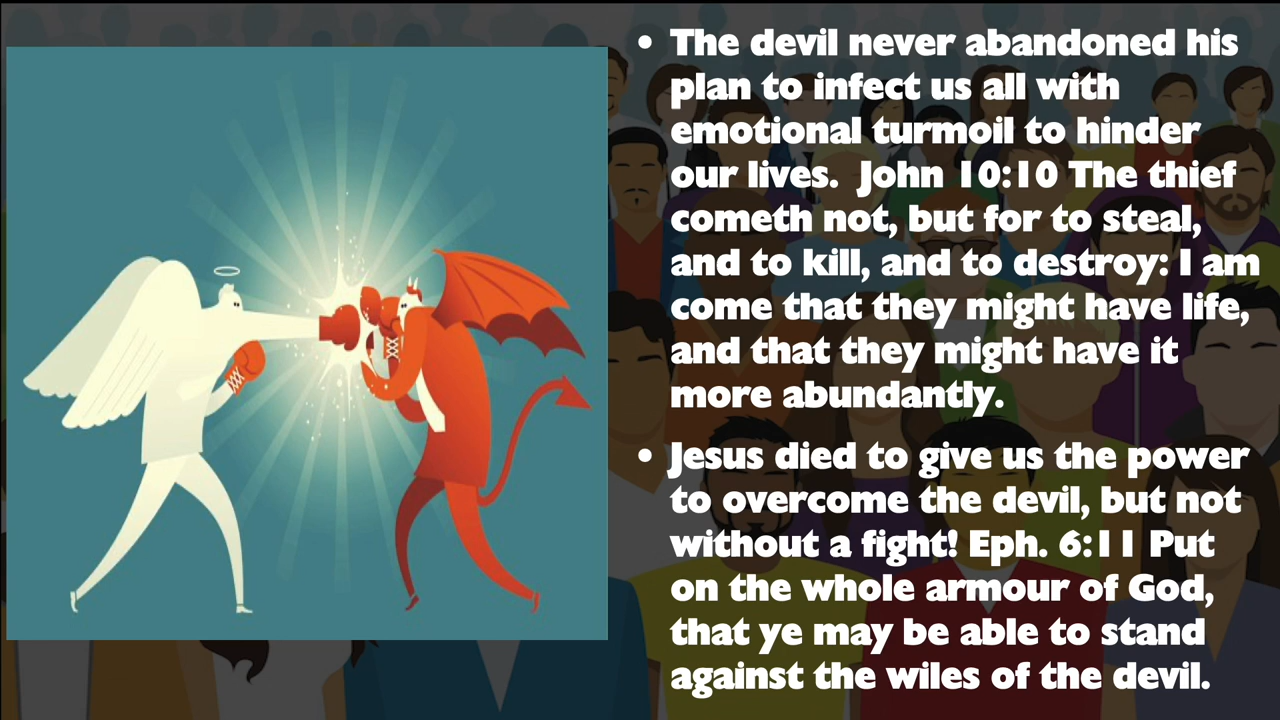 • The devil never abandoned his
plan to infect us all with
emotional turmoil to hinder
our lives.  John 10:10 The thief
cometh not, but for to steal,
and to kill, and to destroy: I am
come that they might have life,
and that they might have it
more abundantly.
• Jesus died to give us the power
to overcome the devil, but not
without a fight! Eph. 6:11 Put
on the whole armour of God,
that ye may be able to stand
against the wiles of the devil.